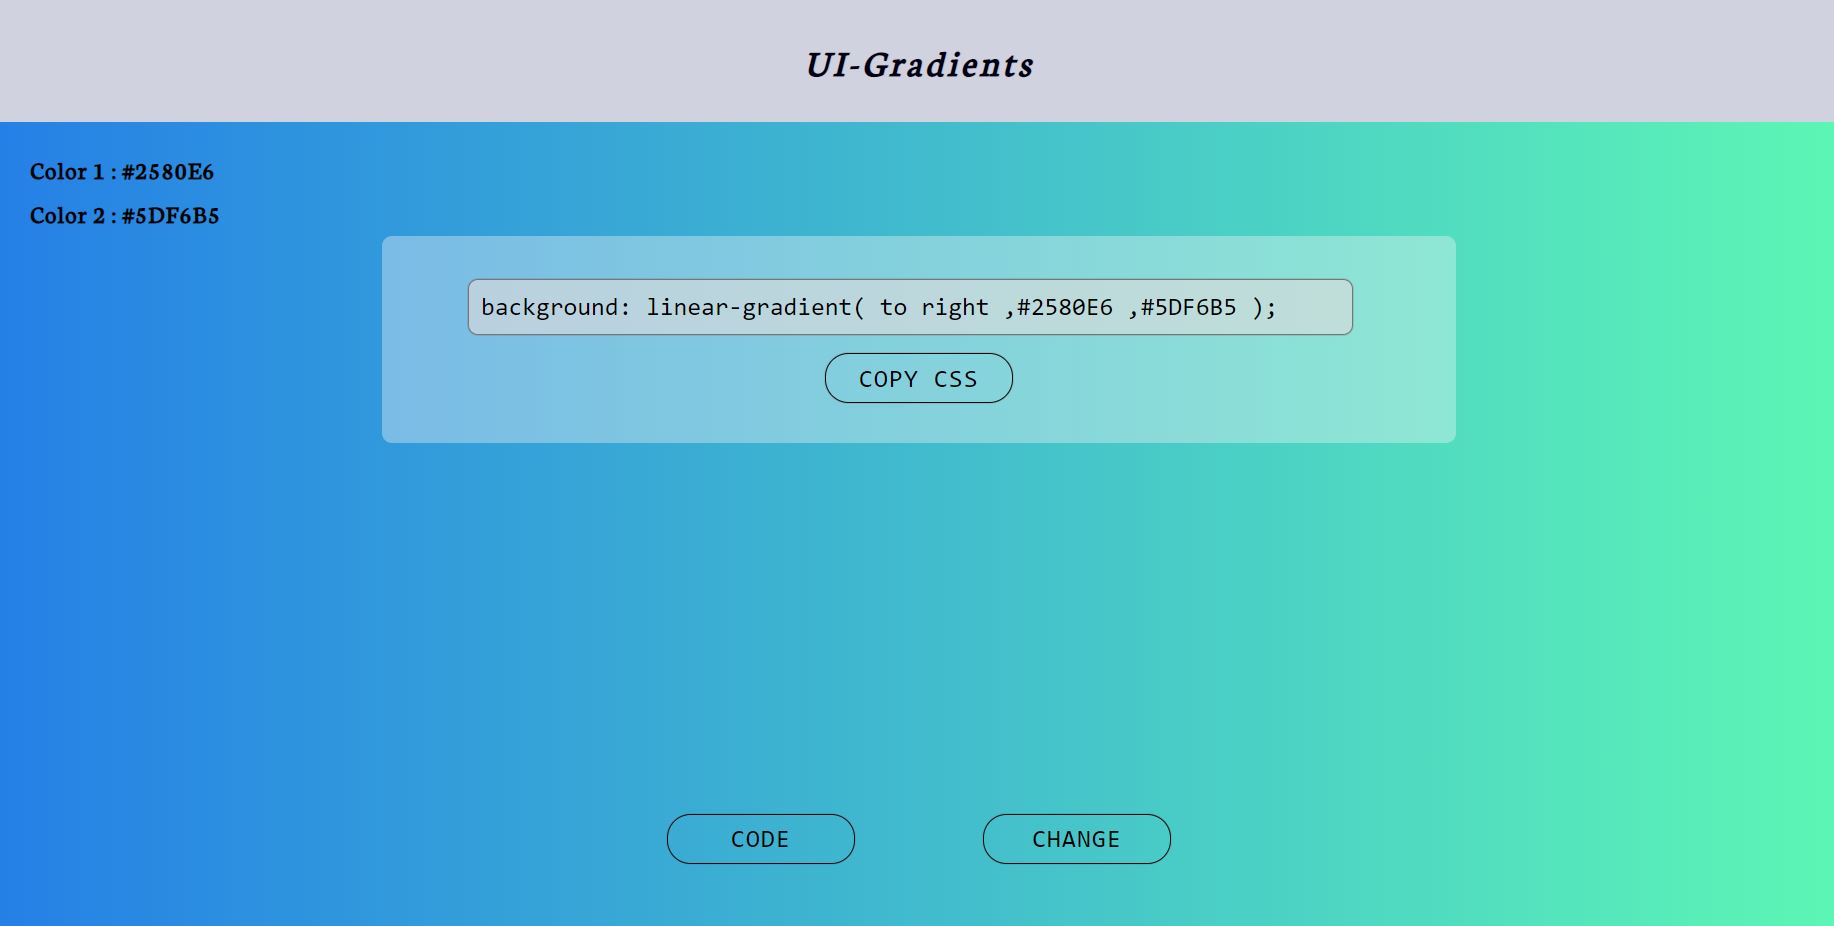 UI-Gradients
Color 1 : #2580E6
Color 2 : #5DF6B5
background: linear-gradient( to right ,#2580E6 ,#5DF6B5 );
COPY CSS
CODE
CHANGE